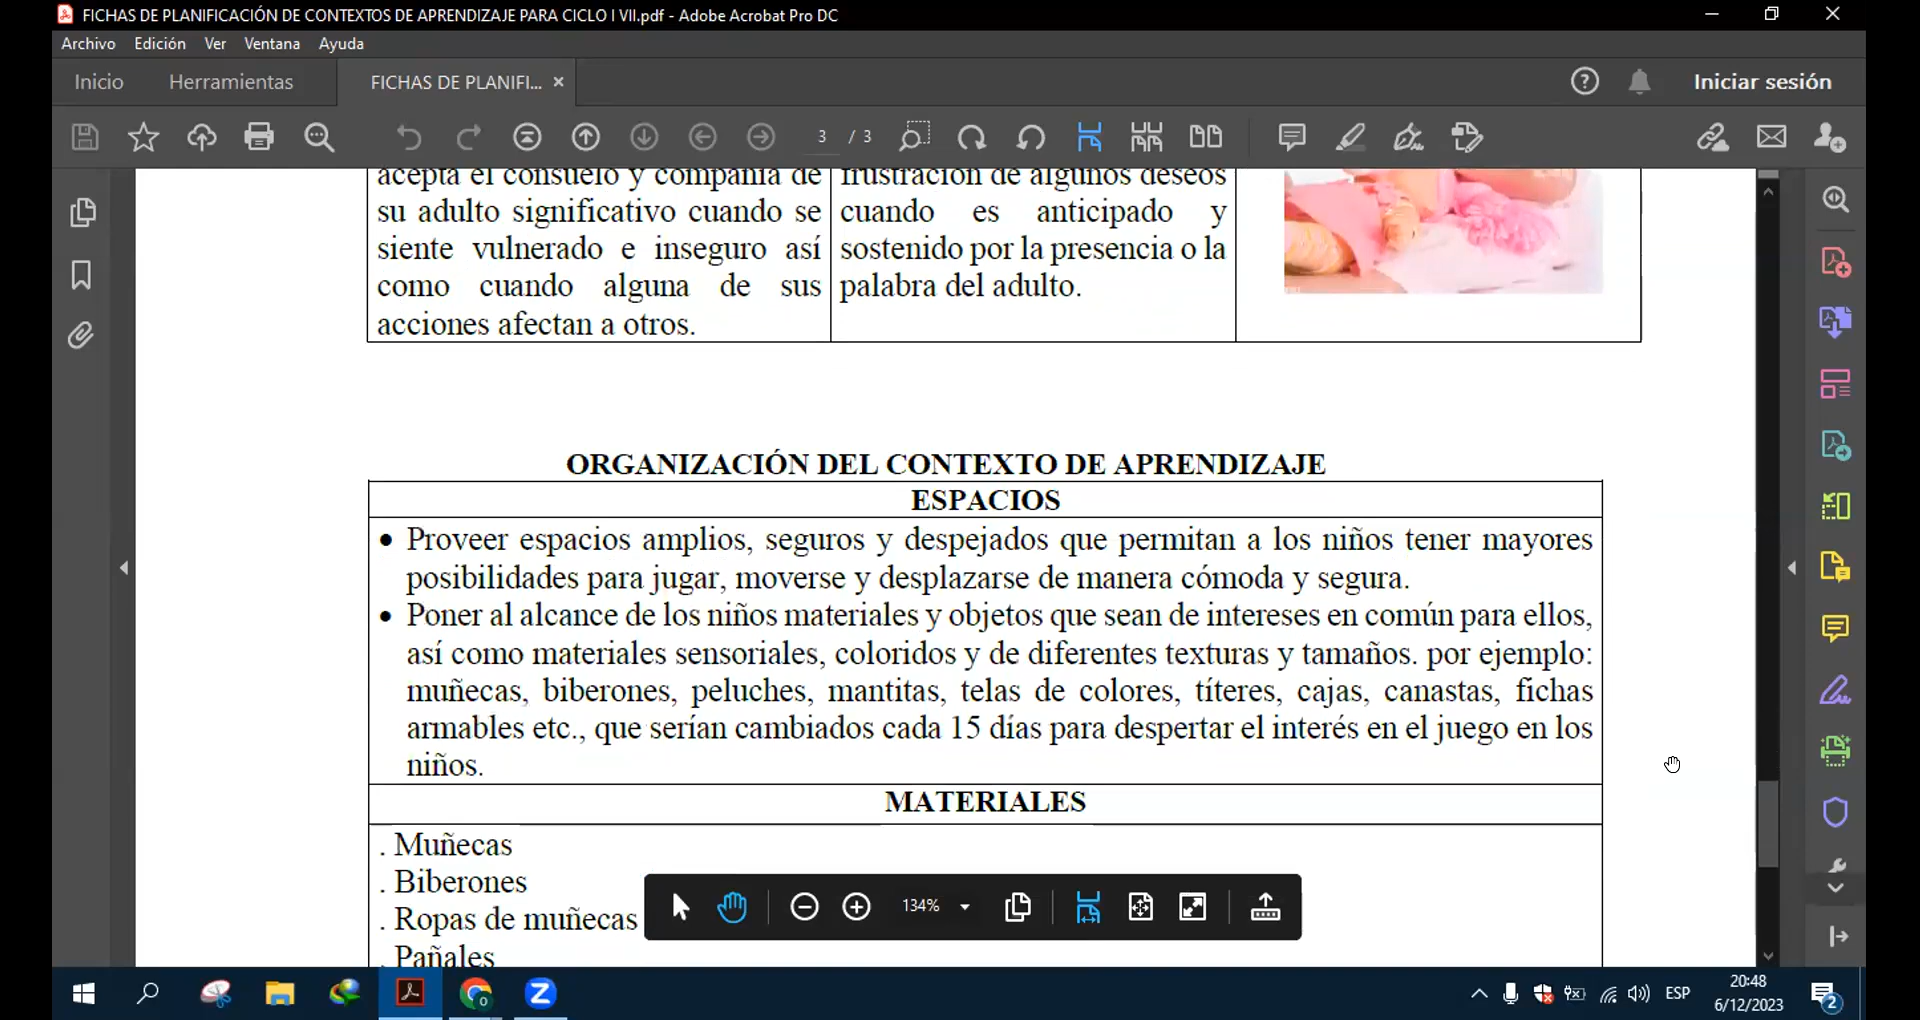 FICHAS DE PLANIFICACIÓN DE CONTEXTOS DE APRENDIZAJE PARA CICLO I VII.pdf - Adobe Acrobat Pro DC
Archivo Edición Ver Ventana Ayuda
Inicio Herramientas FICHAS DE PLANIFI... × Iniciar sesión
3 / 3
acepta el consuelo y compañía de
su adulto significativo cuando se
siente vulnerado e inseguro así
como cuando alguna de sus
acciones afectan a otros.
frustración de algunos deseos
cuando es anticipado y
sostenido por la presencia o la
palabra del adulto.
ORGANIZACIÓN DEL CONTEXTO DE APRENDIZAJE
ESPACIOS
• Proveer espacios amplios, seguros y despejados que permitan a los niños tener mayores
posibilidades para jugar, moverse y desplazarse de manera cómoda y segura.
• Poner al alcance de los niños materiales y objetos que sean de intereses en común para ellos,
así como materiales sensoriales, coloridos y de diferentes texturas y tamaños. por ejemplo:
muñecas, biberones, peluches, mantitas, telas de colores, títeres, cajas, canastas, fichas
armables etc., que serían cambiados cada 15 días para despertar el interés en el juego en los
niños.
MATERIALES
. Muñecas
. Biberones
. Ropas de muñecas
. Pañales
134%
ESP
20:48
6/12/2023
2